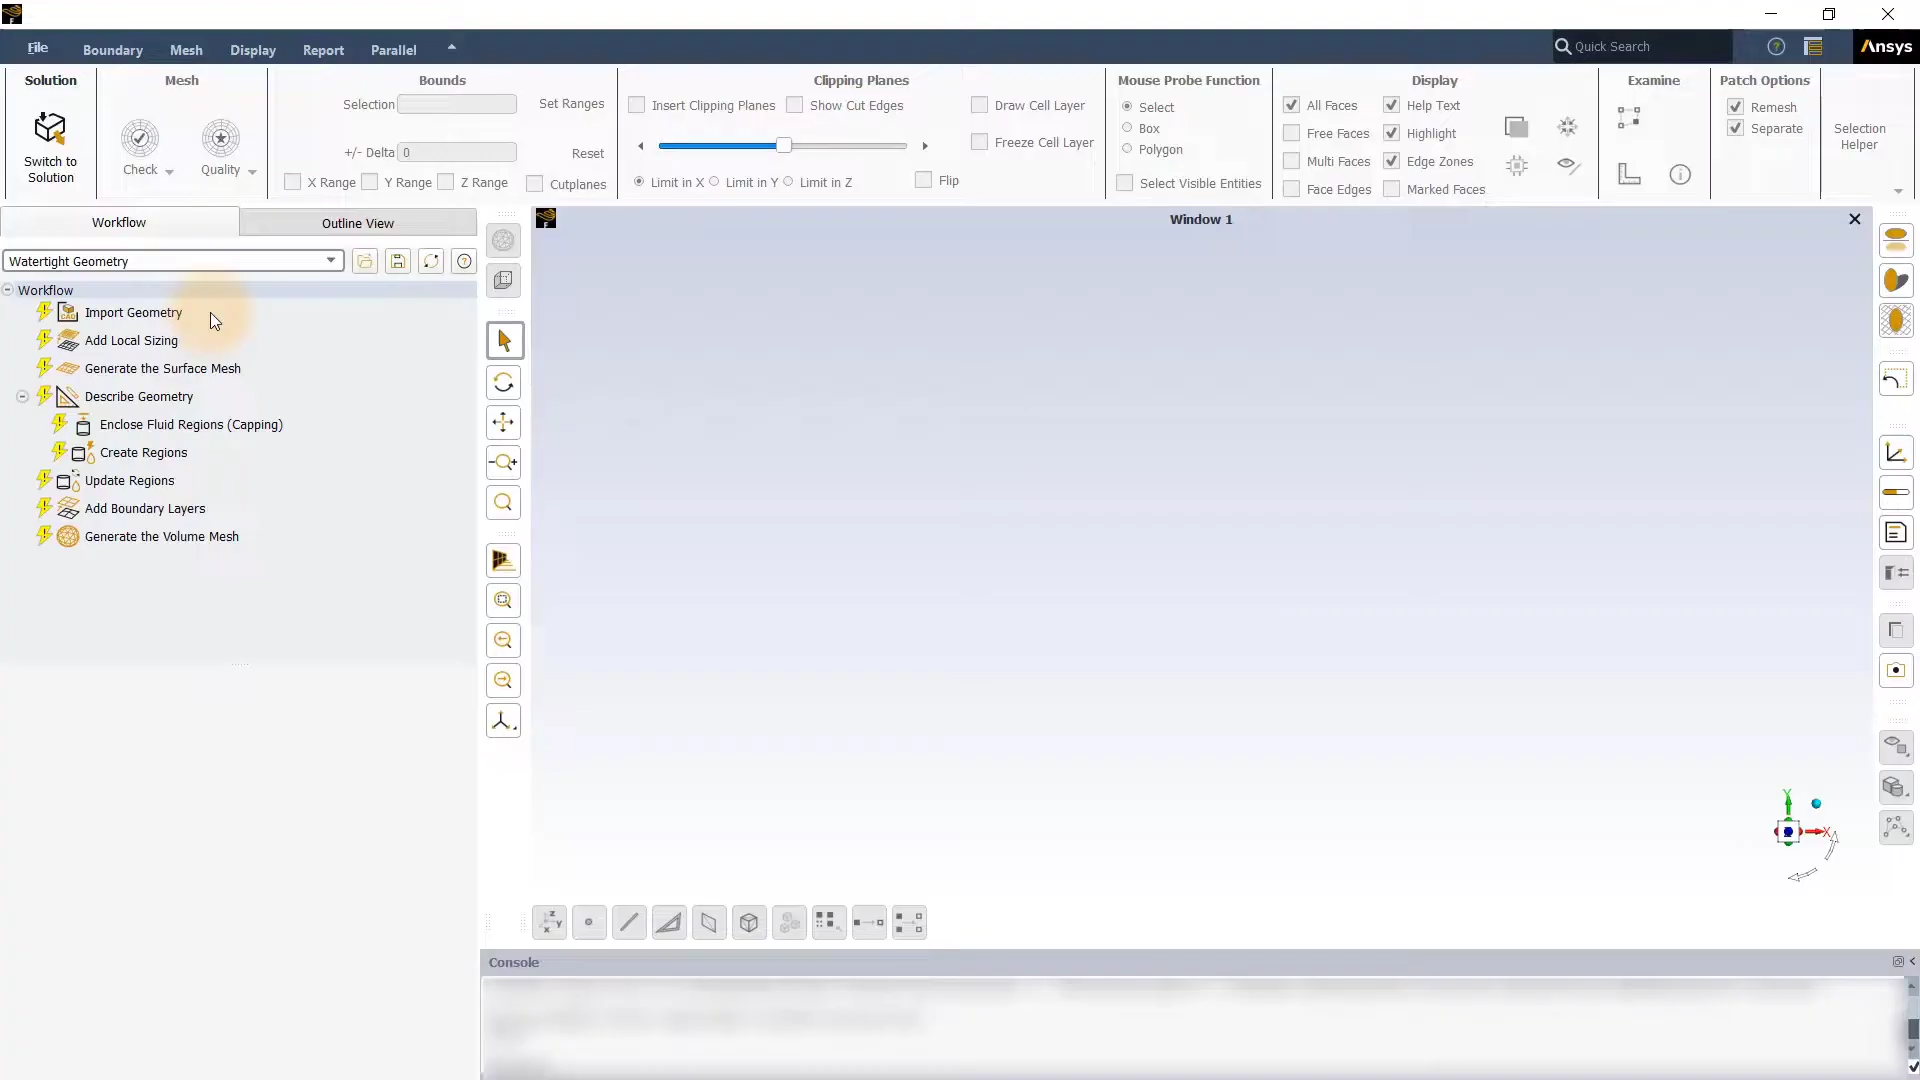 File Boundary Mesh Display Report Parallel Quick Search Ansys
Solution Mesh Bounds Clipping Planes Mouse Probe Function Display Examine Patch Options
Switch to
Solution
Check
Quality
Selection Set Ranges
+/- Delta 0 Reset
X Range Y Range Z Range Cutplanes
Insert Clipping Planes Show Cut Edges Draw Cell Layer
Freeze Cell Layer
Limit in X Limit in Y Limit in Z Flip
Select
Box
Polygon
Select Visible Entities
All Faces Help Text
Free Faces Highlight
Multi Faces Edge Zones
Face Edges Marked Faces
Remesh
Separate
Selection
Helper
Workflow Outline View
Watertight Geometry
Workflow
Import Geometry
Add Local Sizing
Generate the Surface Mesh
Describe Geometry
Enclose Fluid Regions (Capping)
Create Regions
Update Regions
Add Boundary Layers
Generate the Volume Mesh
Window 1
Y
X
Console